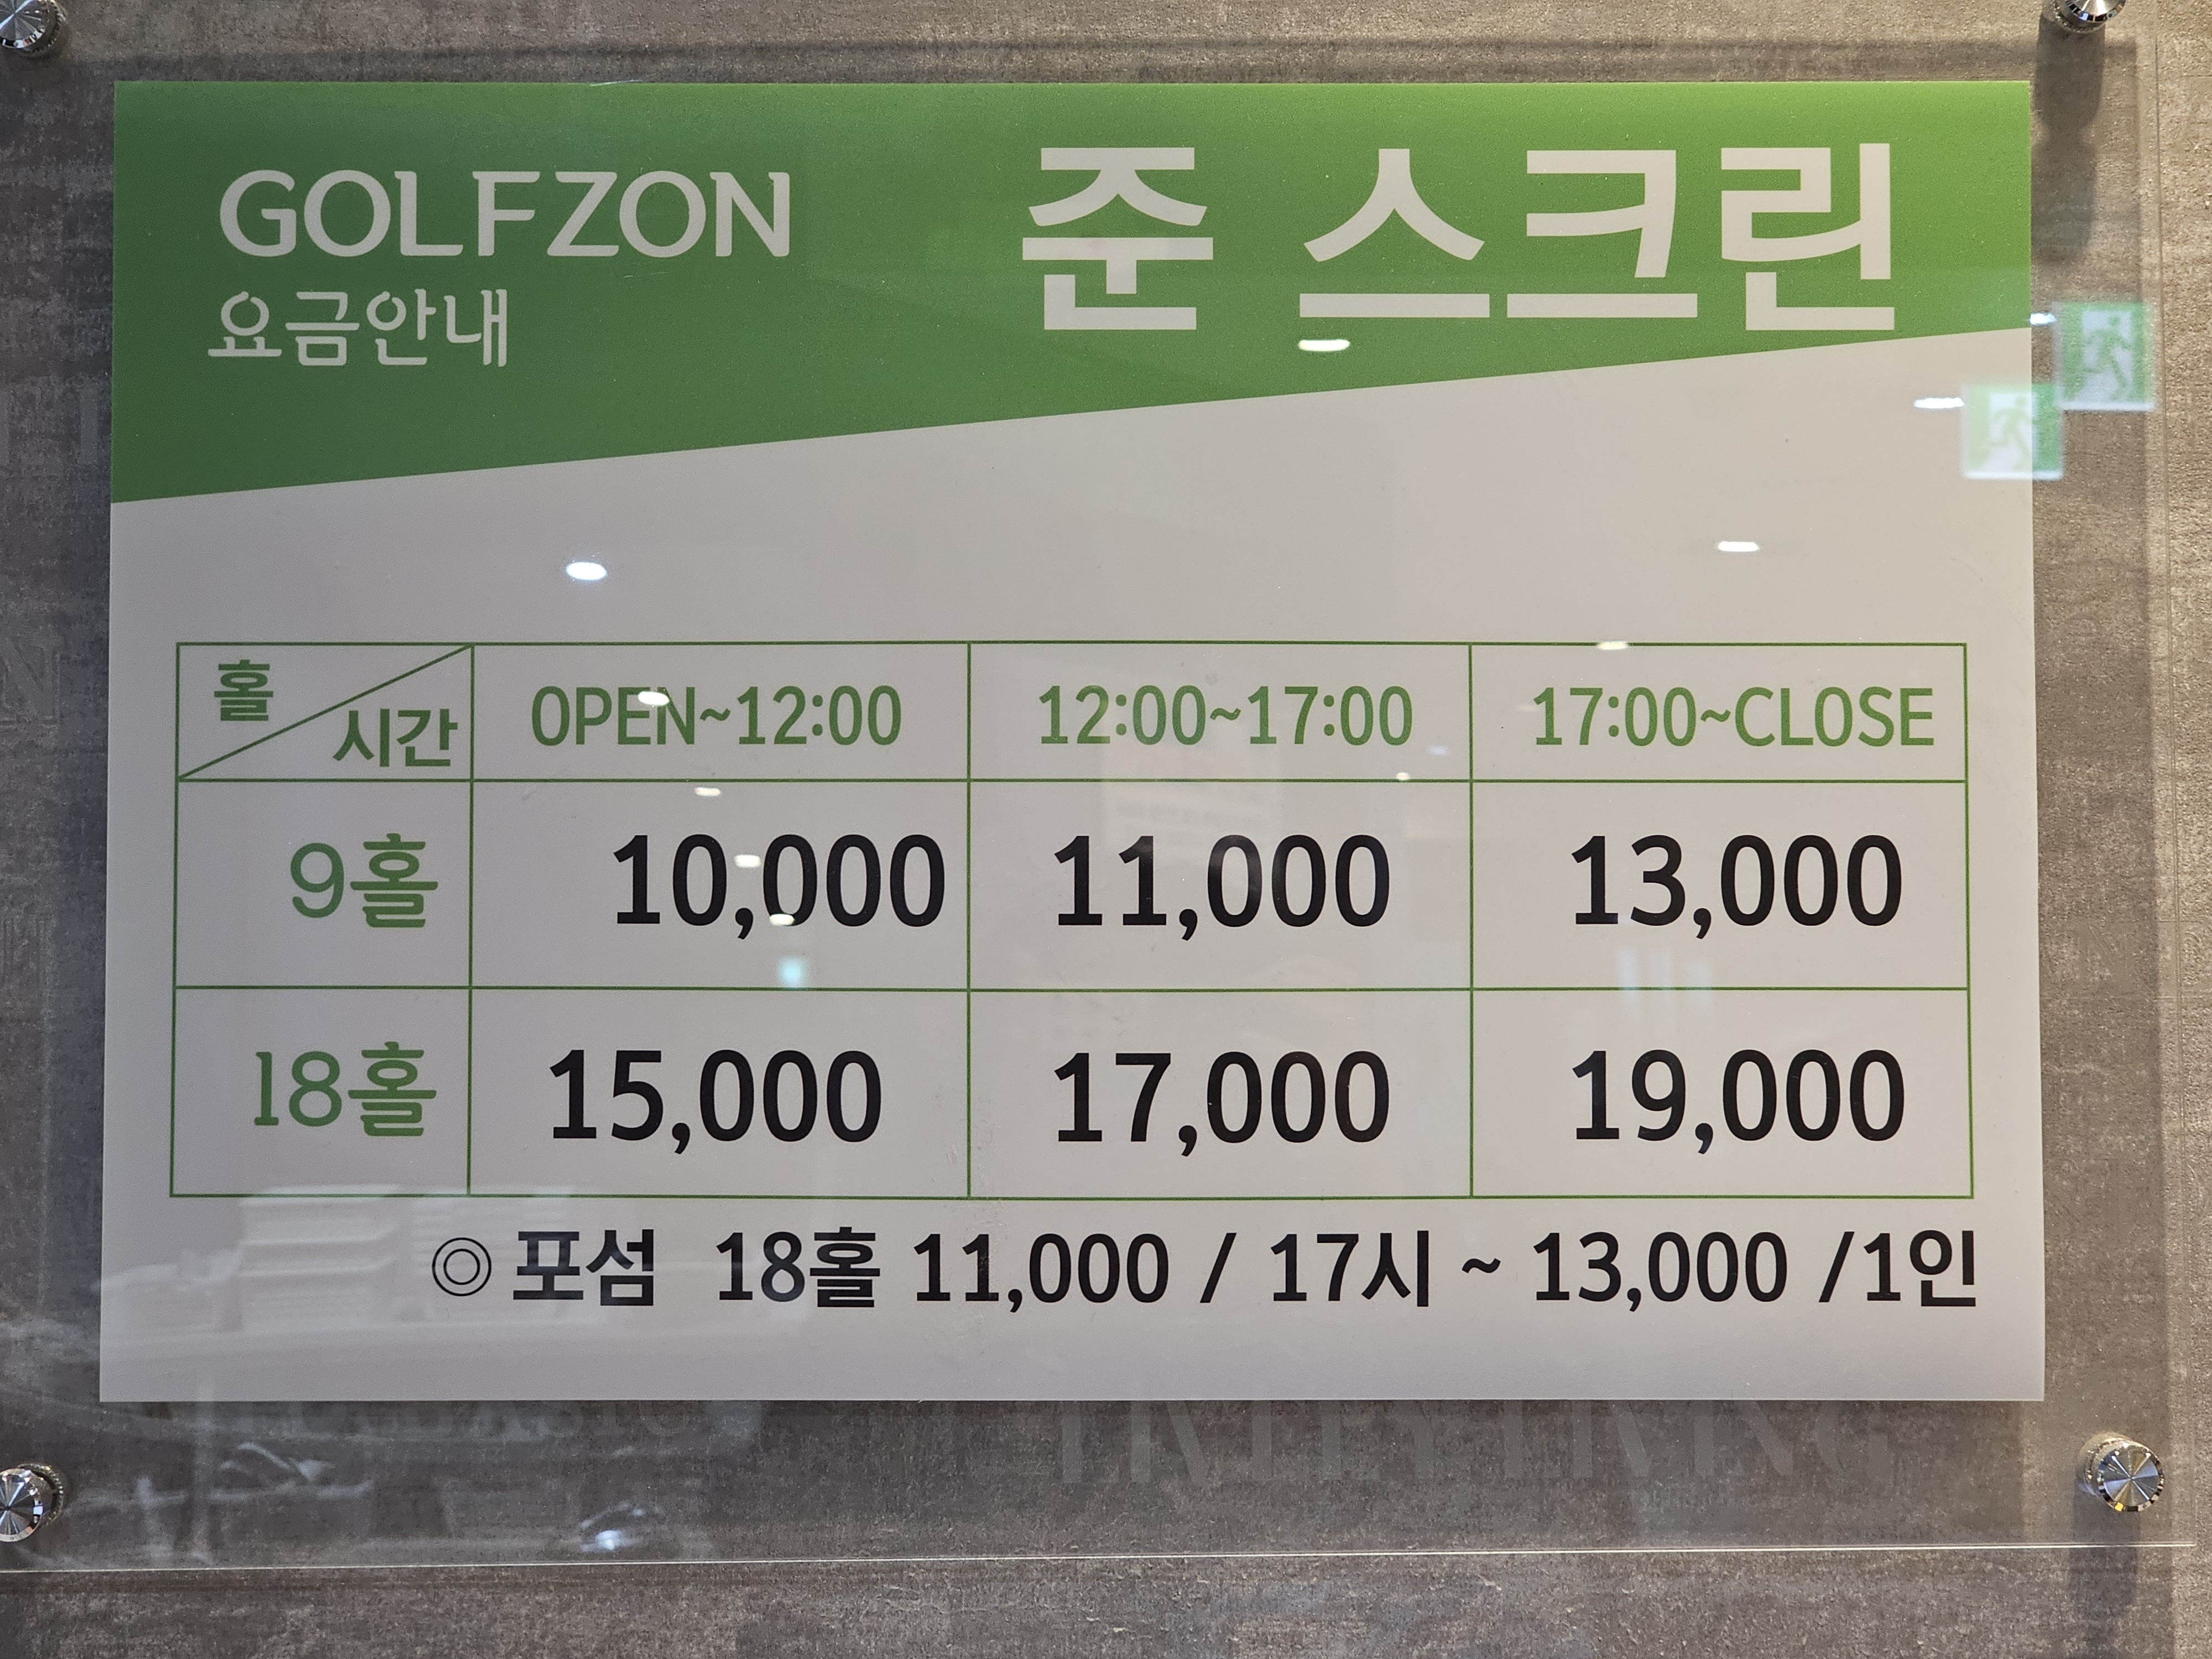 GOLFZON 준 스크린
요금안내
홀 시간 OPEN~12:00 12:00~17:00 17:00~CLOSE
9홀 10,000 11,000 13,000
18홀 15,000 17,000 19,000
◎ 포섬 18홀 11,000 / 17시 ~ 13,000 /1인